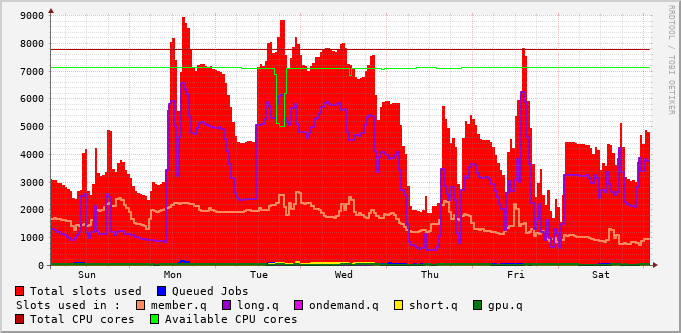 9000
8000
7000
6000
5000
4000
3000
2000
1000
0
Sun Mon Tue Wed Thu Fri Sat
RRDTOOL / TOBI OETIKER
Total slots used Queued Jobs
Slots used in : member.q long.q ondemand.q short.q gpu.q
Total CPU cores Available CPU cores